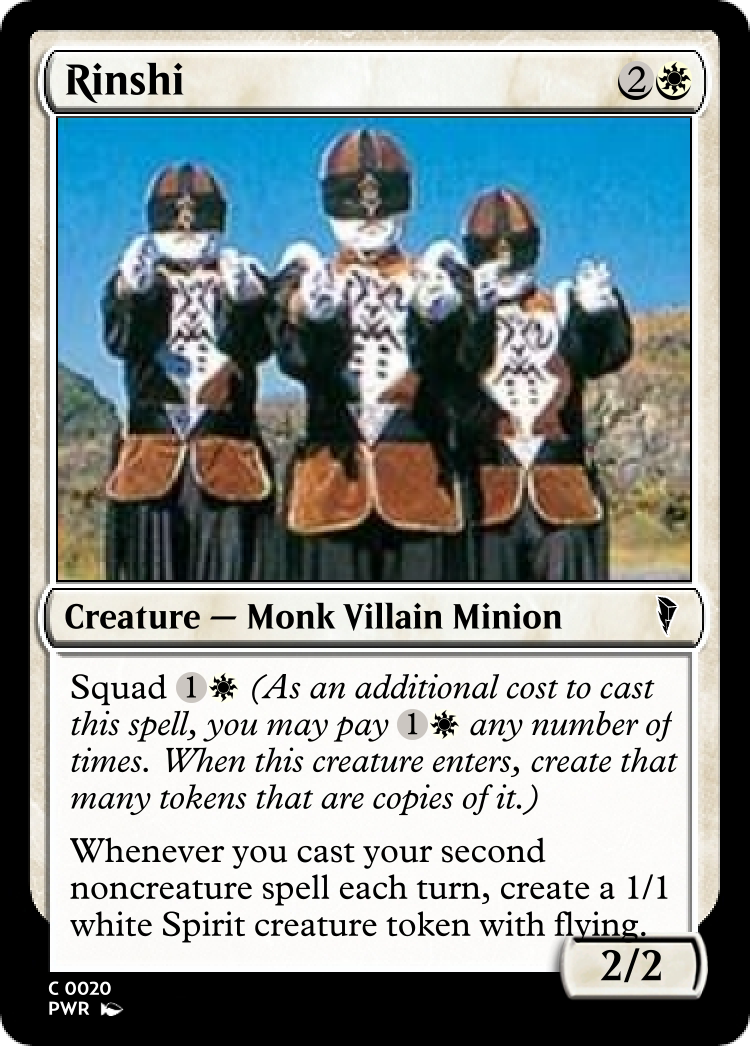 Rinshi 2
Creature — Monk Villain Minion
Squad 1 (As an additional cost to cast
this spell, you may pay 1 any number of
times. When this creature enters, create that
many tokens that are copies of it.)
Whenever you cast your second
noncreature spell each turn, create a 1/1
white Spirit creature token with flying.
2/2
C 0020
PWR